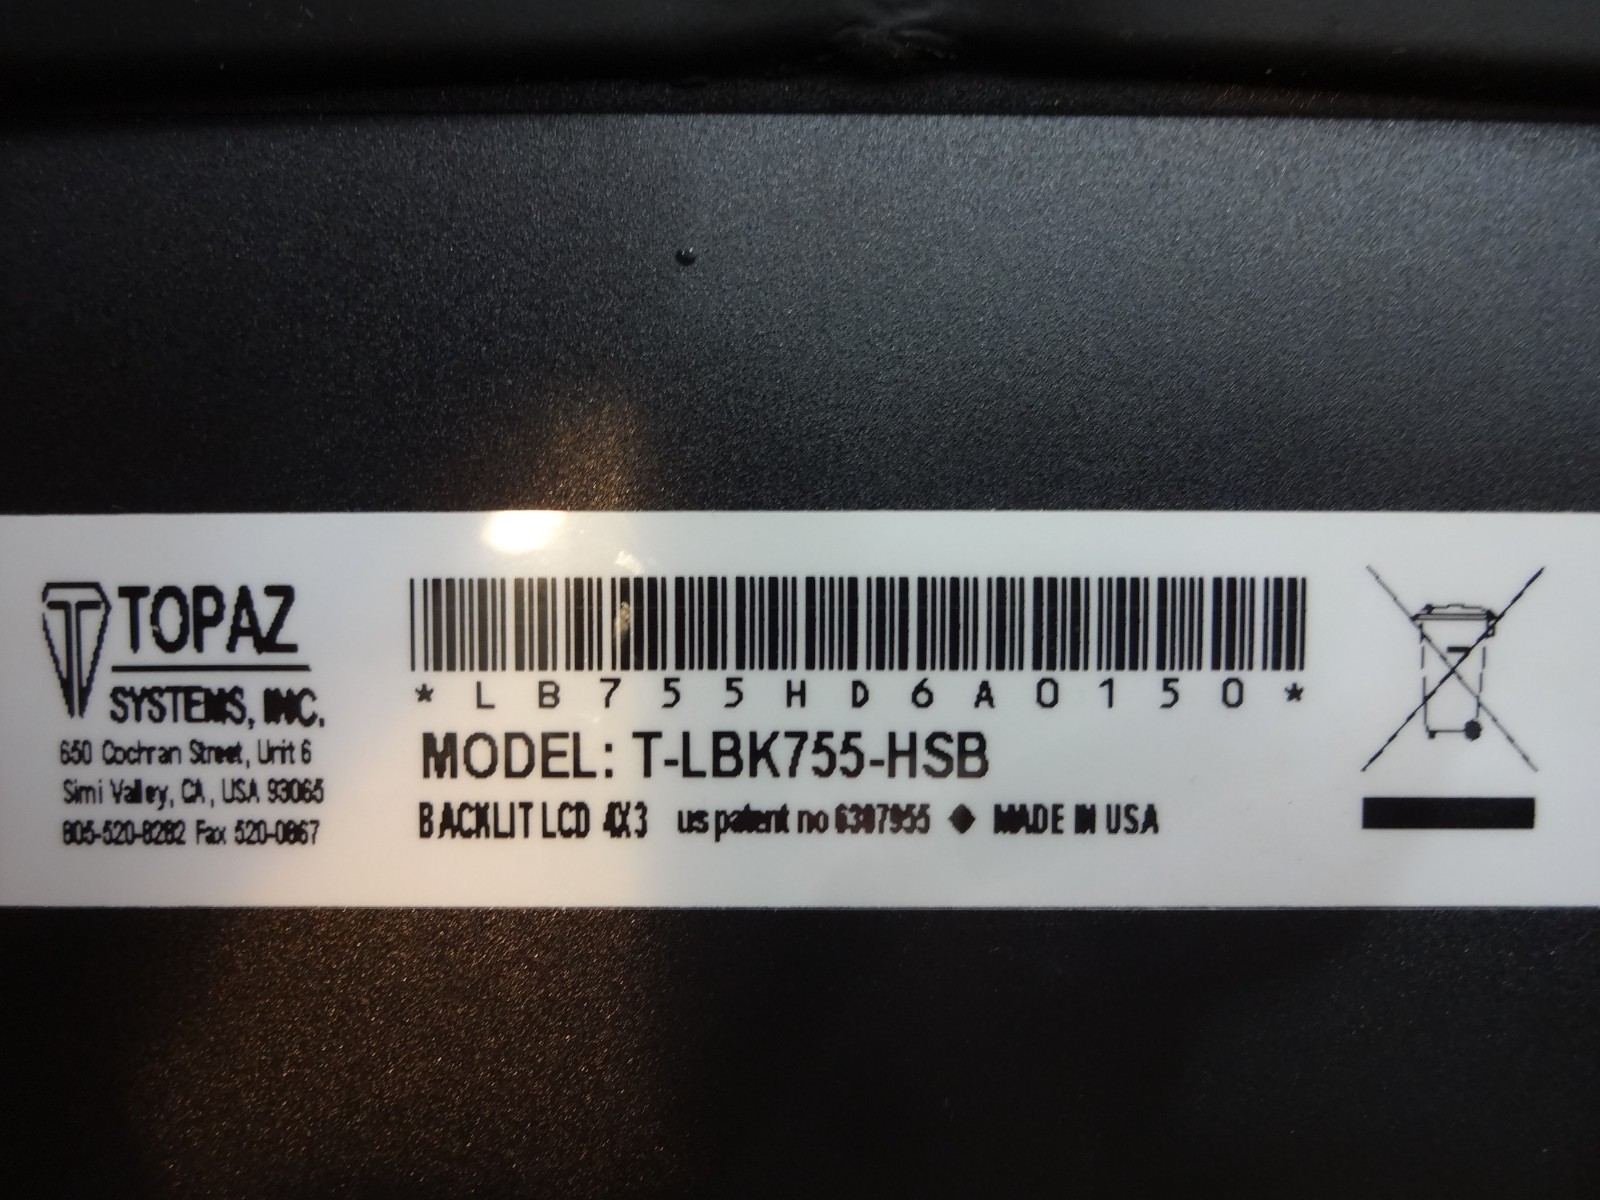 TOPAZ
SYSTEMS, INC.
650 Cochran Street, Unit 6
Simi Valley, CA, USA 93065
805-520-8282 Fax 520-0867
*LB755HD6A0150*
MODEL: T-LBK755-HSB
BACKLIT LCD 4X3 us patent no 6307955 ◆ MADE IN USA